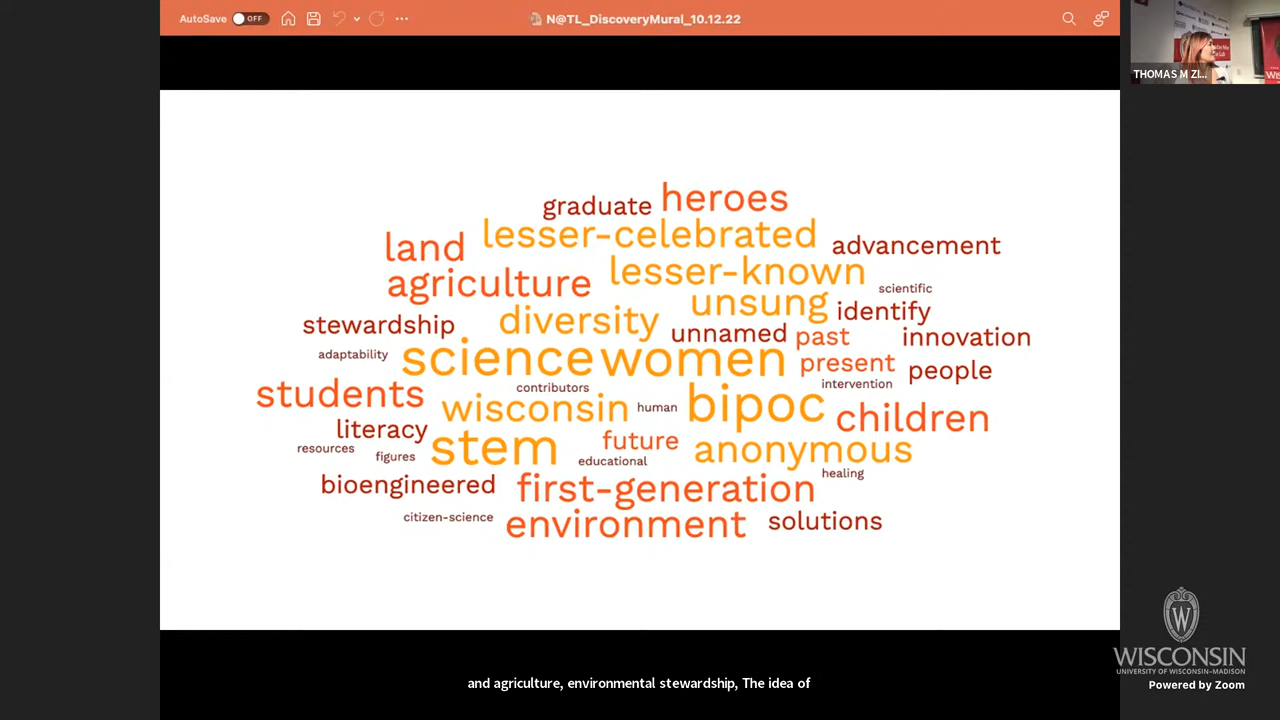 AutoSave OFF
N@TL_DiscoveryMural_10.12.22
THOMAS M ZI...
graduate heroes
lesser-celebrated
land
advancement
lesser-known
agriculture
scientific
unsung
identify
diversity
stewardship
unnamed past
innovation
adaptability
science women
present
people
contributors
intervention
students
wisconsin
human
bipoc
children
literacy
stem
future
anonymous
resources
figures
educational
healing
bioengineered
first-generation
citizen-science
environment
solutions
W
WISCONSIN
UNIVERSITY OF WISCONSIN–MADISON
Powered by Zoom
and agriculture, environmental stewardship, The idea of